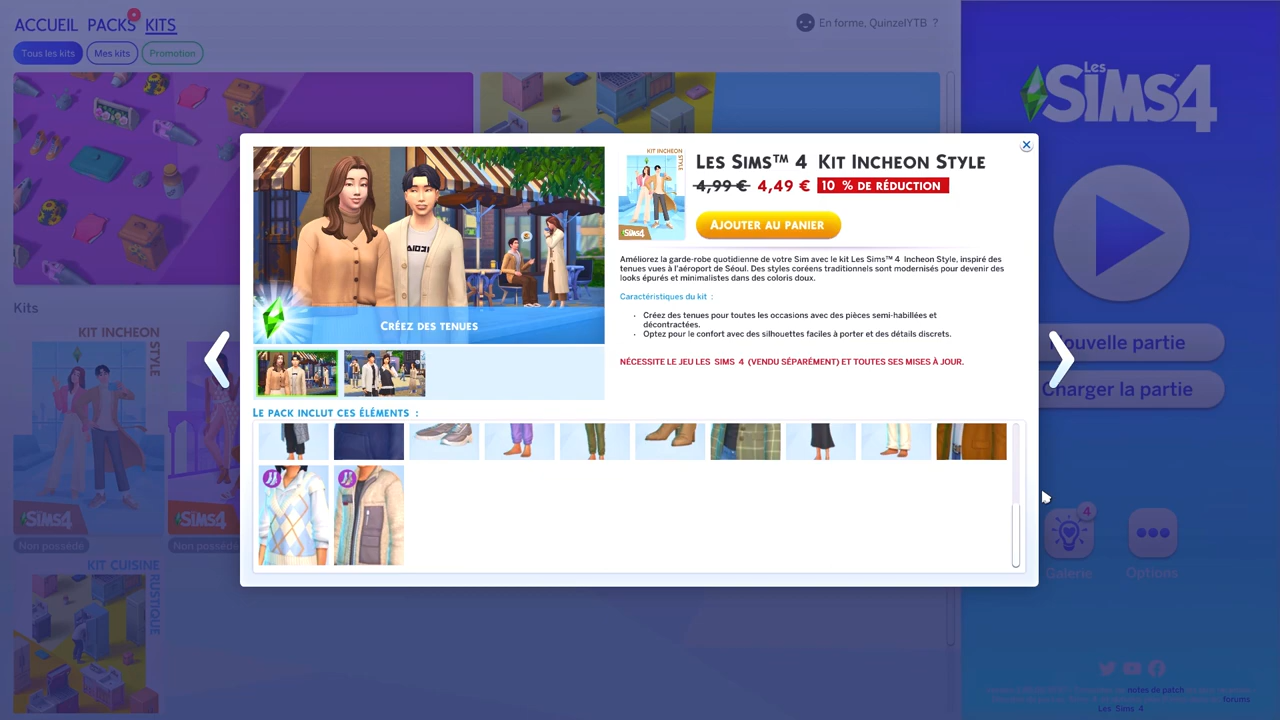 ACCUEIL PACKS KITS
En forme, QuinzelYTB ?
Tous les kits Mes kits Promotion
Les
SIMS4
KIT INCHEON
STYLE
SIMS4
Les Sims™ 4 Kit Incheon Style
4,99 € 4,49 € 10 % DE RÉDUCTION
AJOUTER AU PANIER
Améliorez la garde-robe quotidienne de votre Sim avec le kit Les Sims™ 4 Incheon Style, inspiré des
tenues vues à l'aéroport de Séoul. Des styles coréens traditionnels sont modernisés pour devenir des
looks épurés et minimalistes dans des coloris doux.
Caractéristiques du kit :
· Créez des tenues pour toutes les occasions avec des pièces semi-habillées et
décontractées.
· Optez pour le confort avec des silhouettes faciles à porter et des détails discrets.
NÉCESSITE LE JEU LES SIMS 4 (VENDU SÉPARÉMENT) ET TOUTES SES MISES À JOUR.
CRÉEZ DES TENUES
LE PACK INCLUT CES ÉLÉMENTS :
Kits
KIT INCHEON
STYLE
SIMS4
SIMS4
Non possédé
Non possédé
KIT CUISINE
RUSTIQUE
ouvelle partie
Charger la partie
4
Galerie
Options
notes de patch
forums
Les Sims 4